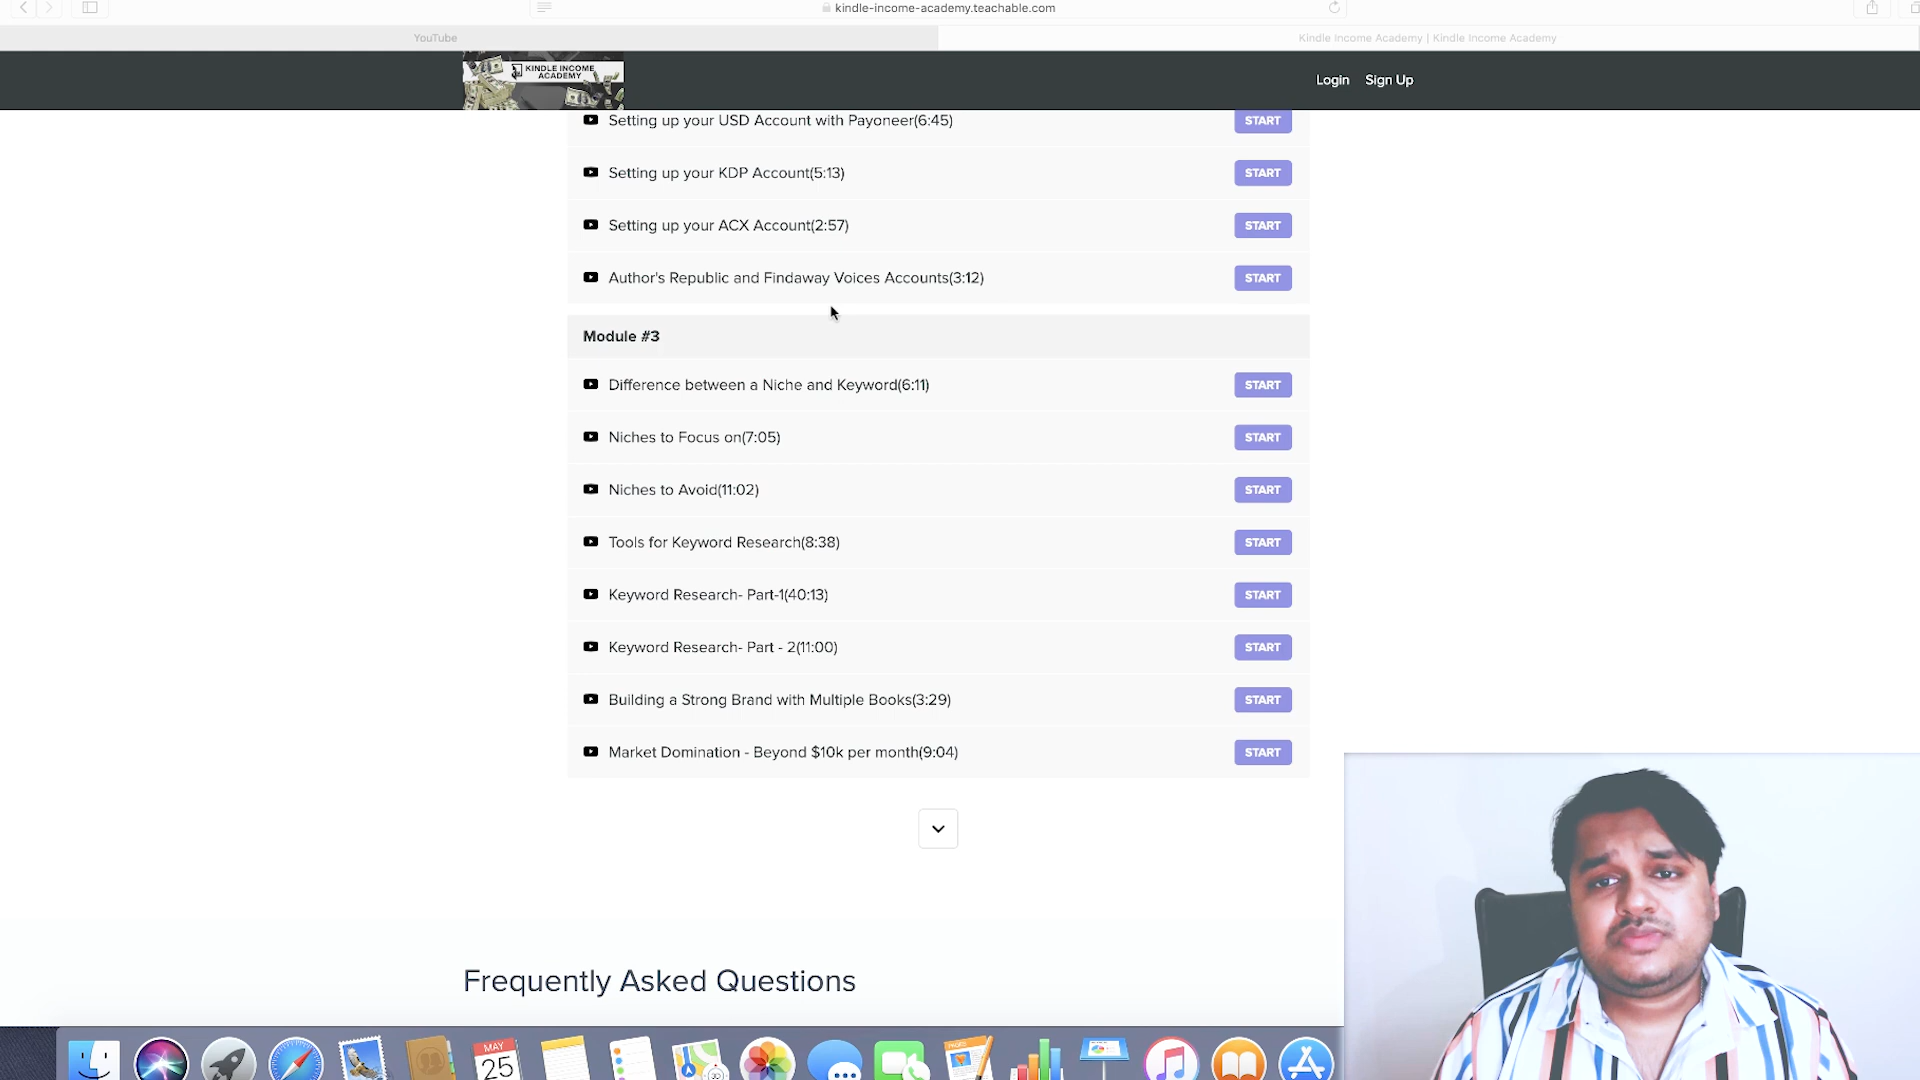 kindle-income-academy.teachable.com
YouTube
Kindle Income Academy | Kindle Income Academy
KINDLE INCOME
ACADEMY
Login Sign Up
Setting up your USD Account with Payoneer(6:45)
START
Setting up your KDP Account(5:13)
START
Setting up your ACX Account(2:57)
START
Author's Republic and Findaway Voices Accounts(3:12)
START
Module #3
Difference between a Niche and Keyword(6:11)
START
Niches to Focus on(7:05)
START
Niches to Avoid(11:02)
START
Tools for Keyword Research(8:38)
START
Keyword Research- Part-1(40:13)
START
Keyword Research- Part - 2(11:00)
START
Building a Strong Brand with Multiple Books(3:29)
START
Market Domination - Beyond $10k per month(9:04)
START
Frequently Asked Questions
MAY
25
PAGES